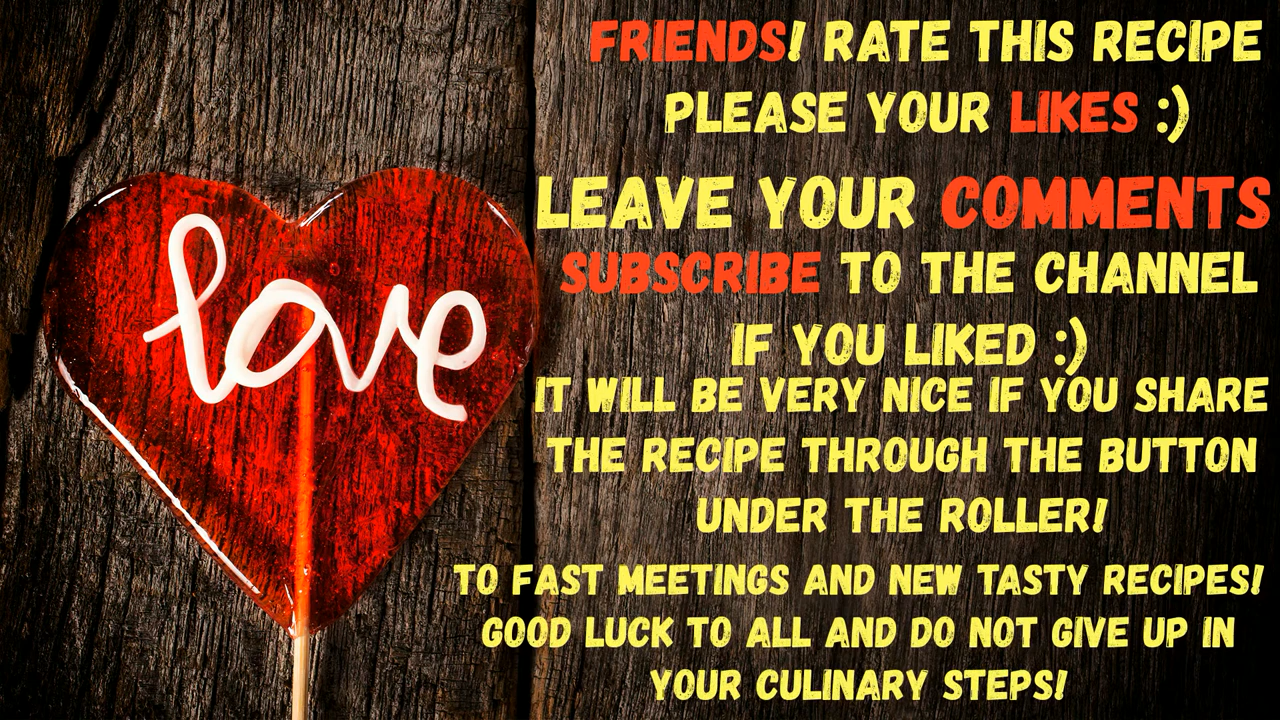 love
FRIENDS! RATE THIS RECIPE
PLEASE YOUR LIKES :)
LEAVE YOUR COMMENTS
SUBSCRIBE TO THE CHANNEL
IF YOU LIKED :)
IT WILL BE VERY NICE IF YOU SHARE
THE RECIPE THROUGH THE BUTTON
UNDER THE ROLLER!
TO FAST MEETINGS AND NEW TASTY RECIPES!
GOOD LUCK TO ALL AND DO NOT GIVE UP IN
YOUR CULINARY STEPS!